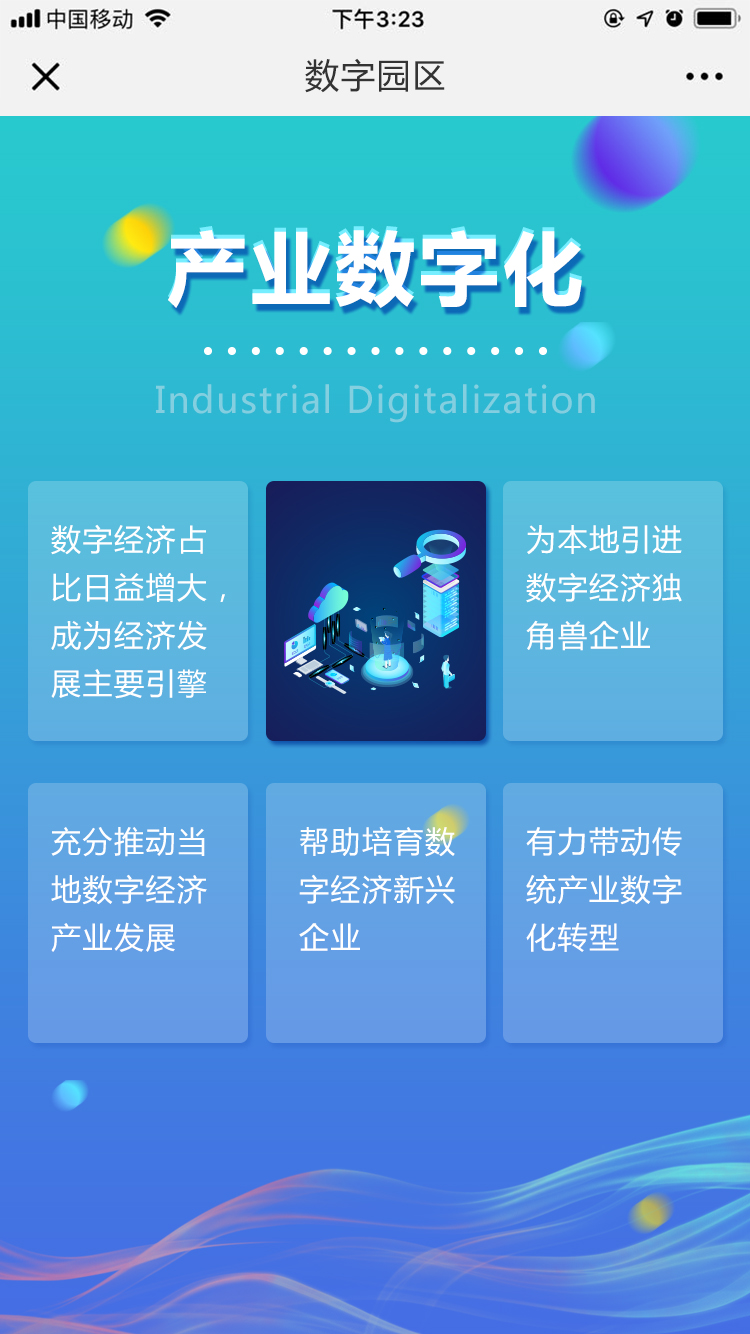 中国移动
下午3:23
数字园区
产业数字化
Industrial Digitalization
数字经济占
比日益增大，
成为经济发
展主要引擎
为本地引进
数字经济独
角兽企业
充分推动当
地数字经济
产业发展
帮助培育数
字经济新兴
企业
有力带动传
统产业数字
化转型